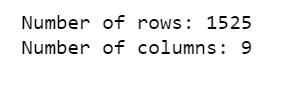 Number of rows: 1525
Number of columns: 9